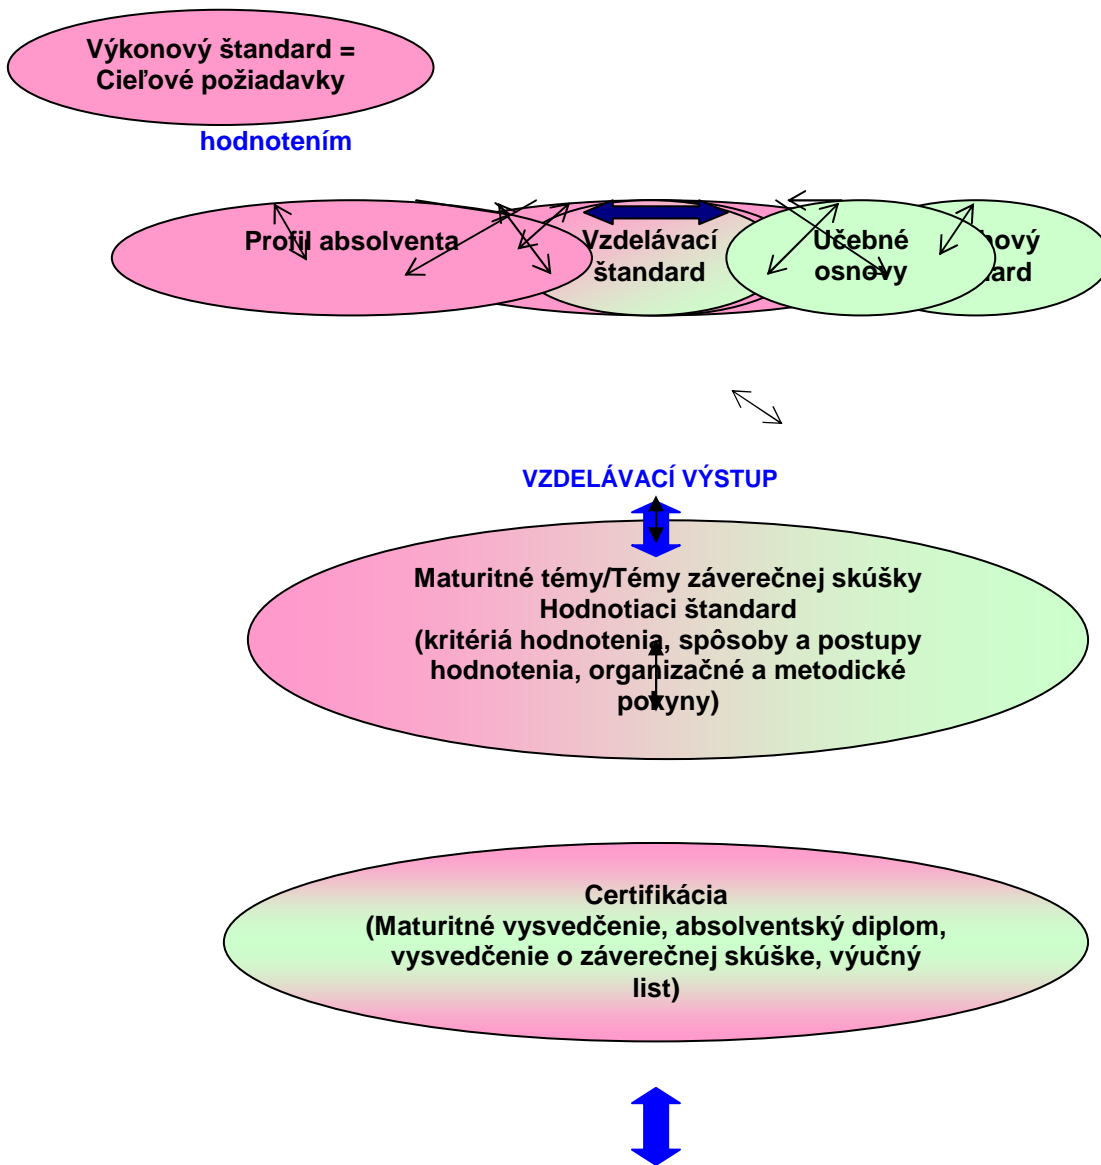 Výkonový štandard =
Cieľové požiadavky
hodnotením
Profil absolventa
Vzdelávací
štandard
Učebné
osnovy
VZDELÁVACÍ VÝSTUP
Maturitné témy/Témy záverečnej skúšky
Hodnotiaci štandard
(kritériá hodnotenia, spôsoby a postupy
hodnotenia, organizačné a metodické
pokyny)
Certifikácia
(Maturitné vysvedčenie, absolventský diplom,
vysvedčenie o záverečnej skúške, výučný
list)